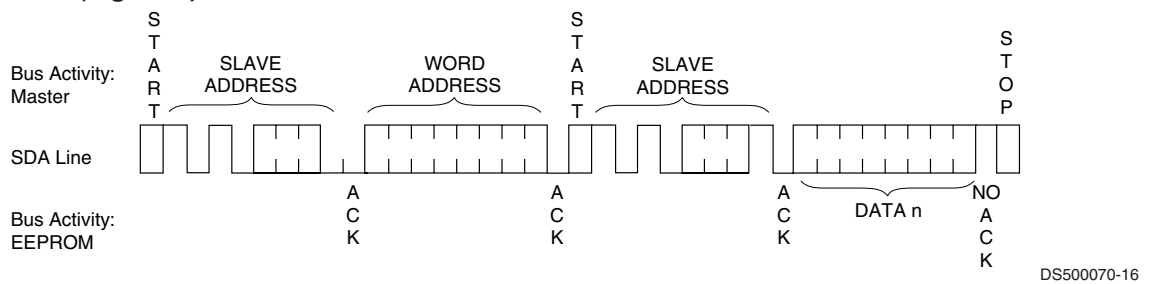 START
START
STOP
Bus Activity:
Master
SLAVE
ADDRESS
WORD
ADDRESS
SLAVE
ADDRESS
SDA Line
Bus Activity:
EEPROM
ACK
ACK
ACK
DATA n
NO
ACK
DS500070-16